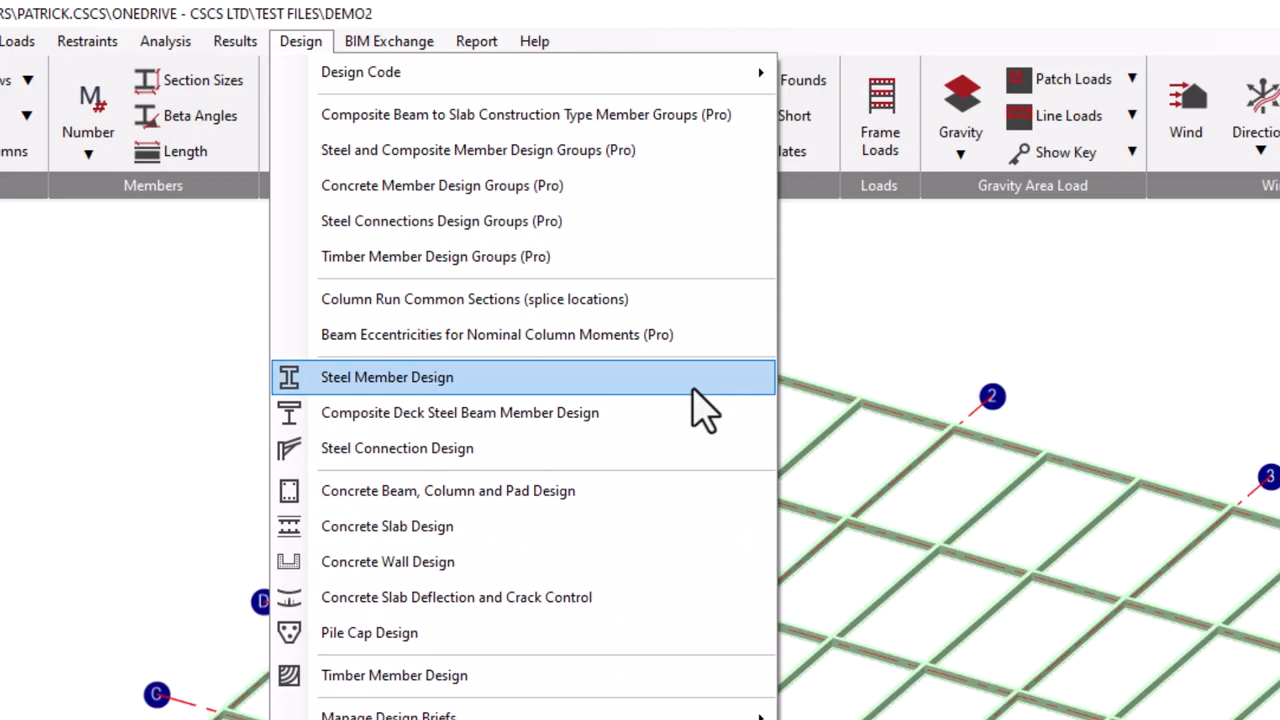 RS\PATRICK.CSCS\ONEDRIVE - CSCS LTD\TEST FILES\DEMO2
Loads Restraints Analysis Results Design BIM Exchange Report Help
Number
Section Sizes
Beta Angles
Length
Members
Design Code
Composite Beam to Slab Construction Type Member Groups (Pro)
Steel and Composite Member Design Groups (Pro)
Concrete Member Design Groups (Pro)
Steel Connections Design Groups (Pro)
Timber Member Design Groups (Pro)
Column Run Common Sections (splice locations)
Beam Eccentricities for Nominal Column Moments (Pro)
Steel Member Design
Composite Deck Steel Beam Member Design
Steel Connection Design
Concrete Beam, Column and Pad Design
Concrete Slab Design
Concrete Wall Design
Concrete Slab Deflection and Crack Control
Pile Cap Design
Timber Member Design
Manage Design Briefs
Founds
Short
Frame
Loads
Loads
Gravity
Patch Loads
Line Loads
Show Key
Gravity Area Load
Wind
2
3
D
C